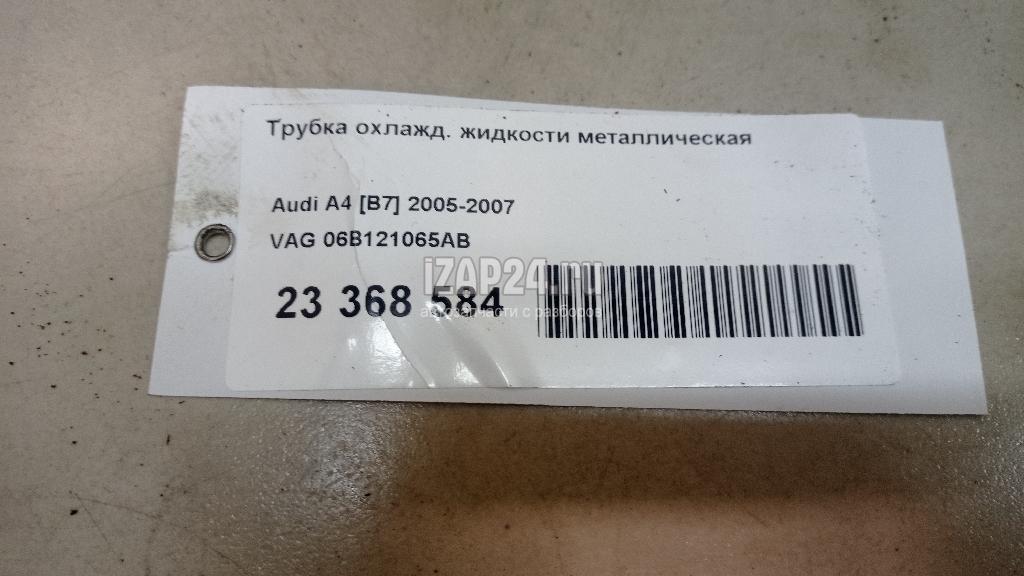 Трубка охлажд. жидкости металлическая
Audi A4 [B7] 2005-2007
VAG 06B121065AB
iZAP24.ru
23 368 584
автозапчасти с разборов